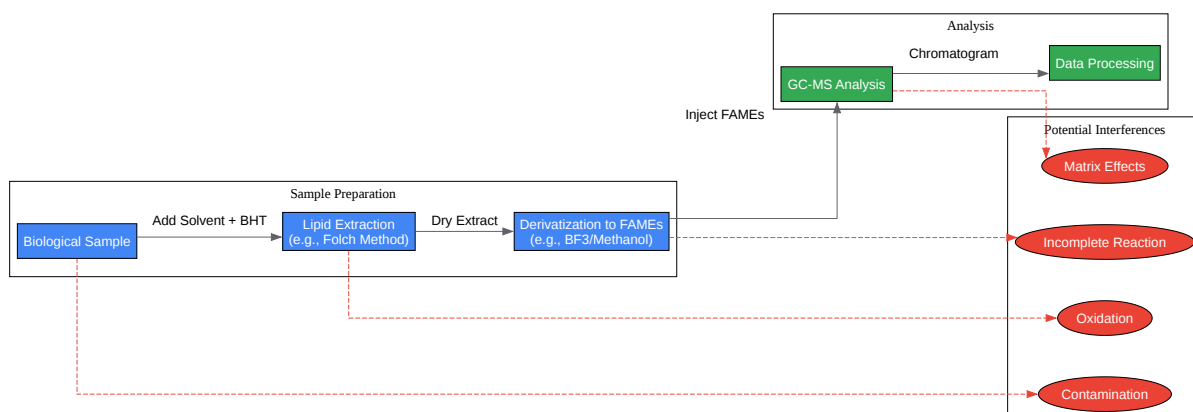 Analysis
Chromatogram
Data Processing
GC-MS Analysis
Inject FAMEs
Potential Interferences
Matrix Effects
Sample Preparation
Add Solvent + BHT
Lipid Extraction
(e.g., Folch Method)
Dry Extract
Derivatization to FAMEs
(e.g., BF3/Methanol)
Biological Sample
Incomplete Reaction
Oxidation
Contamination